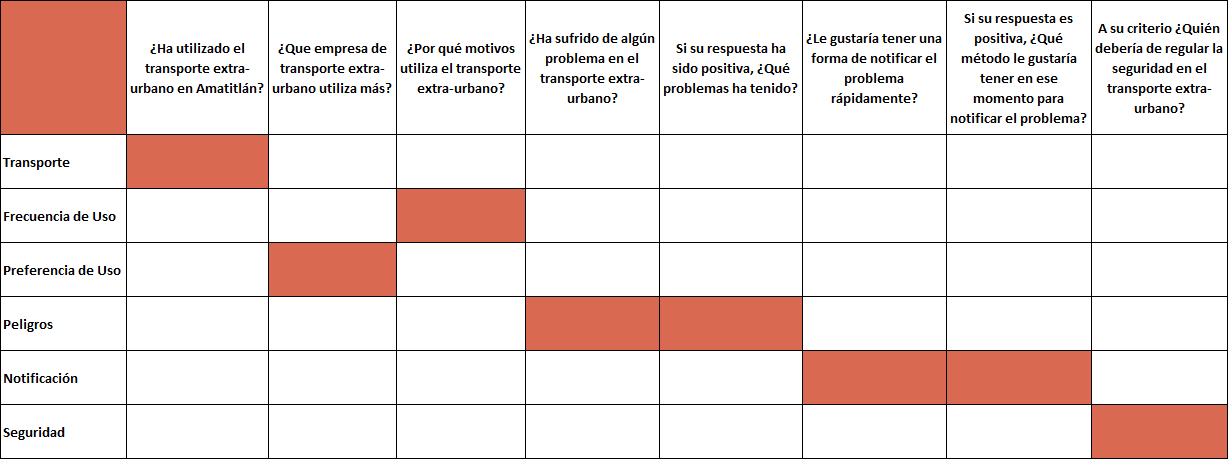 ¿Ha utilizado el
transporte extra-
urbano en Amatitlán?
¿Que empresa de
transporte extra-
urbano utiliza más?
¿Por qué motivos
utiliza el transporte
extra-urbano?
¿Ha sufrido de algún
problema en el
transporte extra-
urbano?
Si su respuesta ha
sido positiva, ¿Qué
problemas ha tenido?
¿Le gustaría tener una
forma de notificar el
problema
rápidamente?
Si su respuesta es
positiva, ¿Qué
método le gustaría
tener en ese
momento para
notificar el problema?
A su criterio ¿Quién
debería de regular la
seguridad en el
transporte extra-
urbano?
Transporte
Frecuencia de Uso
Preferencia de Uso
Peligros
Notificación
Seguridad